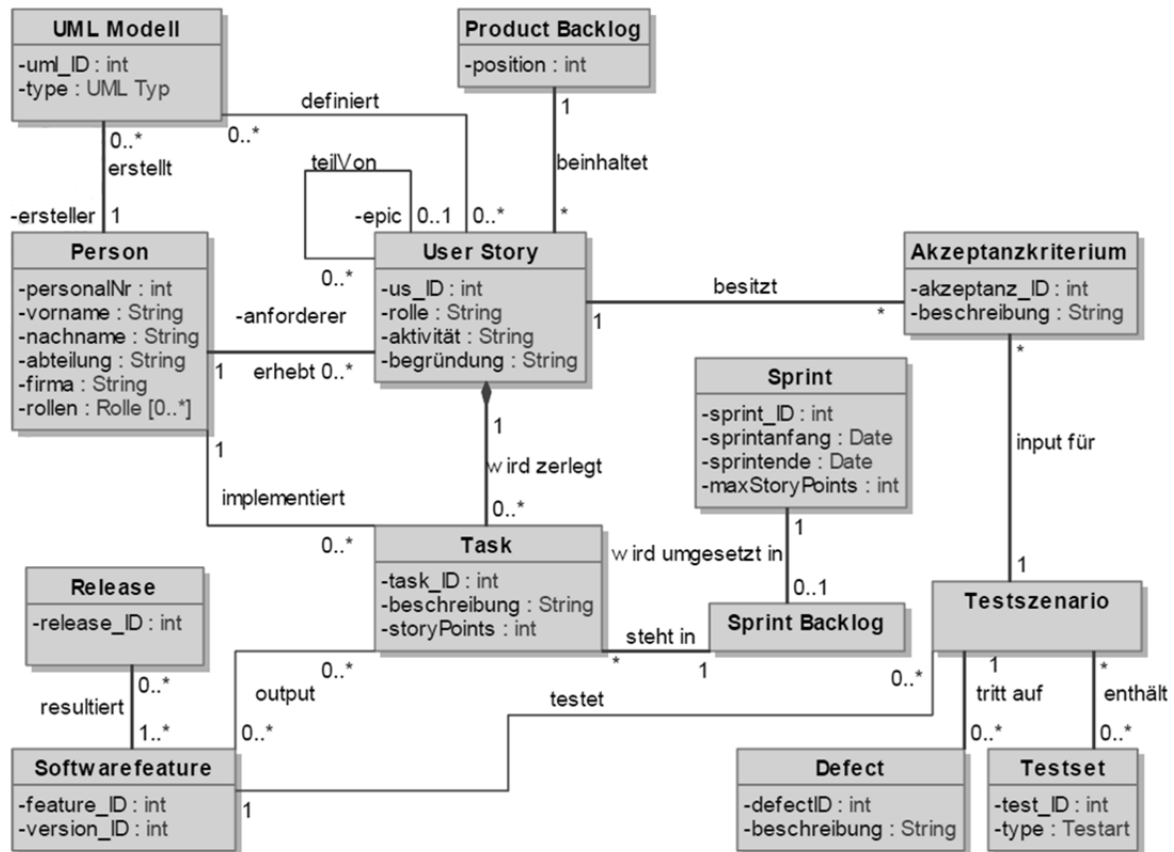 UML Modell
-uml_ID : int
-type : UML Typ
Product Backlog
-position : int
definiert
0..*
0..*
1
erstellt
teilVon
beinhaltet
-ersteller
1
-epic
0..1
0..*
*
Person
-personalNr : int
-vorname : String
-nachname : String
-abteilung : String
-firma : String
-rollen : Rolle [0..*]
0..*
User Story
-us_ID : int
-rolle : String
-aktivität : String
-begründung : String
-anforderer
1
erhebt 0..*
besitzt
1
*
Akzeptanzkriterium
-akzeptanz_ID : int
-beschreibung : String
*
Sprint
-sprint_ID : int
-sprintanfang : Date
-sprintende : Date
-maxStoryPoints : int
input für
1
1
wird zerlegt
implementiert
0..*
0..*
1
wird umgesetzt in
0..1
1
Task
-task_ID : int
-beschreibung : String
-storyPoints : int
Release
-release_ID : int
Sprint Backlog
Testszenario
steht in
*
1
0..*
1
*
0..*
0..*
output
resultiert
testet
tritt auf
enthält
1..*
0..*
0..*
0..*
Softwarefeature
-feature_ID : int
-version_ID : int
1
Defect
-defectID : int
-beschreibung : String
Testset
-test_ID : int
-type : Testart